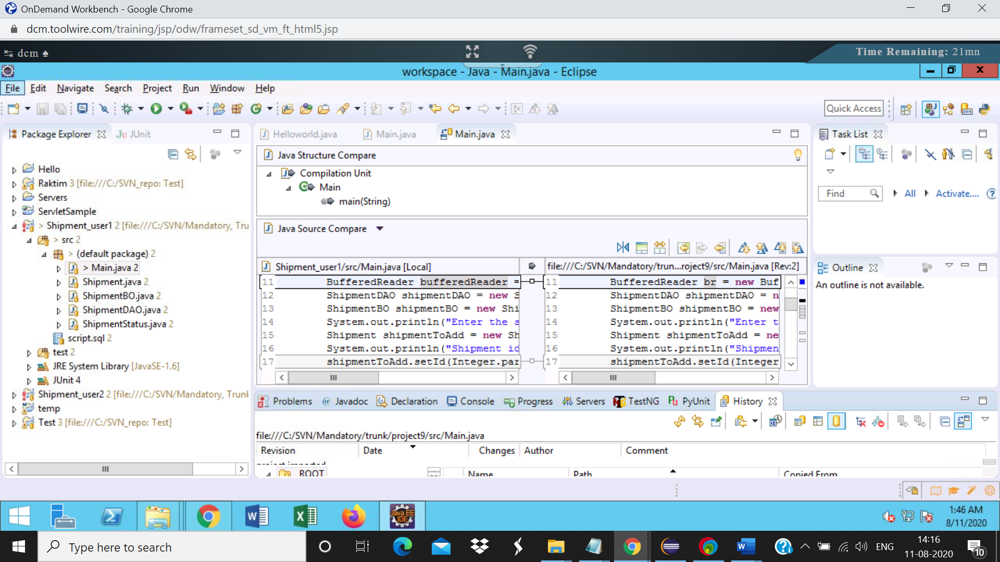 OnDemand Workbench - Google Chrome
dcm.toolwire.com/training/jsp/odw/frameset_sd_vm_ft_html5.jsp
dcm
Time Remaining: 21mn
workspace - Java - Main.java - Eclipse
File Edit Navigate Search Project Run Window Help
Quick Access
Package Explorer
JUnit
Hello
Raktim 3 [file:///C:/SVN_repo: Test]
Servers
ServletSample
> Shipment_user1 2 [file:///C:/SVN/Mandatory, Tru
> src 2
> (default package) 2
> Main.java 2
Shipment.java 2
ShipmentBO.java 2
ShipmentDAO.java 2
ShipmentStatus.java 2
script.sql 2
test 2
JRE System Library [JavaSE-1.6]
JUnit 4
Shipment_user2 2 [file:///C:/SVN/Mandatory, Trunk
temp
Test 3 [file:///C:/SVN_repo: Test]
Helloworld.java
Main.java
Main.java
Java Structure Compare
Compilation Unit
Main
main(String)
Java Source Compare
Shipment_user1/src/Main.java [Local]
11 BufferedReader bufferedReader =
12 ShipmentDAO shipmentDAO = new S
13 ShipmentBO shipmentBO = new Shi
14 System.out.println("Enter the s
15 Shipment shipmentToAdd = new Sh
16 System.out.println("Shipment id
17 shipmentToAdd.setId(Integer.par
file:///C:/SVN/Mandatory/trun...roject9/src/Main.java [Rev:2]
11 BufferedReader br = new Buf
12 ShipmentDAO shipmentDAO = n
13 ShipmentBO shipmentBO = new
14 System.out.println("Enter t
15 Shipment shipmentToAdd = ne
16 System.out.println("Shipmen
17 shipmentToAdd.setId(Integer
Task List
Find
All
Activate....
Outline
An outline is not available.
Problems
@ Javadoc
Declaration
Console
Progress
Servers
TestNG
PyUnit
History
file:///C:/SVN/Mandatory/trunk/project9/src/Main.java
Revision Date Changes Author Comment
project imported
ROOT
Name Path Copied From
Java EE IDE
1:46 AM
8/11/2020
Type here to search
ENG
14:16
11-08-2020
10